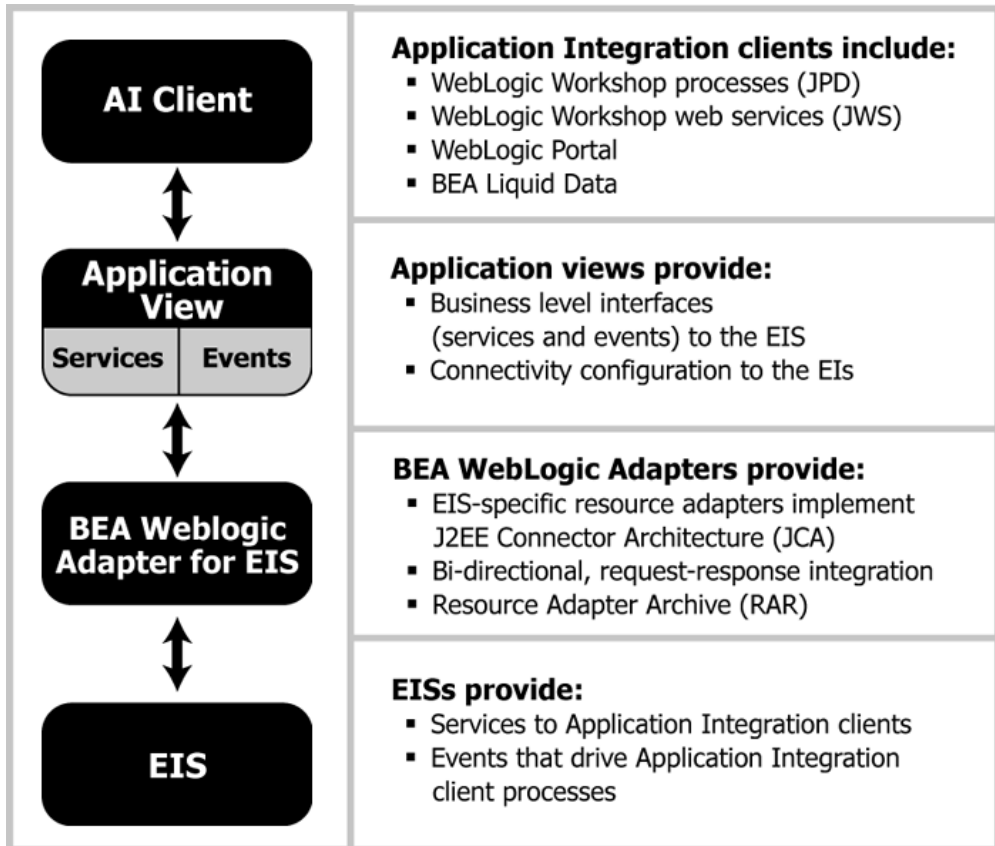 AI Client
Application Integration clients include:
▪ WebLogic Workshop processes (JPD)
▪ WebLogic Workshop web services (JWS)
▪ WebLogic Portal
▪ BEA Liquid Data
Application
View
Services
Events
Application views provide:
▪ Business level interfaces
(services and events) to the EIS
▪ Connectivity configuration to the EIs
BEA Weblogic
Adapter for EIS
BEA WebLogic Adapters provide:
▪ EIS-specific resource adapters implement
J2EE Connector Architecture (JCA)
▪ Bi-directional, request-response integration
▪ Resource Adapter Archive (RAR)
EIS
EISs provide:
▪ Services to Application Integration clients
▪ Events that drive Application Integration
client processes